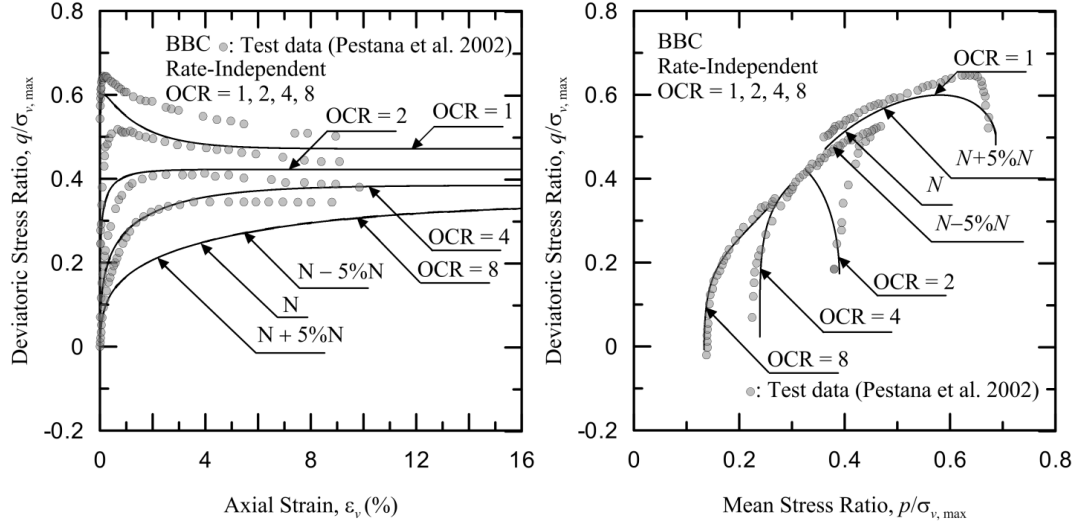 0.8
0.6
0.4
0.2
0
-0.2
0
4
8
12
16
Deviatoric Stress Ratio, q/σv, max
Axial Strain, εv (%)
BBC : Test data (Pestana et al. 2002)
Rate-Independent
OCR = 1, 2, 4, 8
OCR = 2
OCR = 1
OCR = 4
N − 5%N
OCR = 8
N
N + 5%N
0.8
0.6
0.4
0.2
0
-0.2
0
0.2
0.4
0.6
0.8
Deviatoric Stress Ratio, q/σv, max
Mean Stress Ratio, p/σv, max
BBC
Rate-Independent
OCR = 1, 2, 4, 8
OCR = 1
N+5%N
N
N−5%N
OCR = 2
OCR = 4
OCR = 8
: Test data (Pestana et al. 2002)